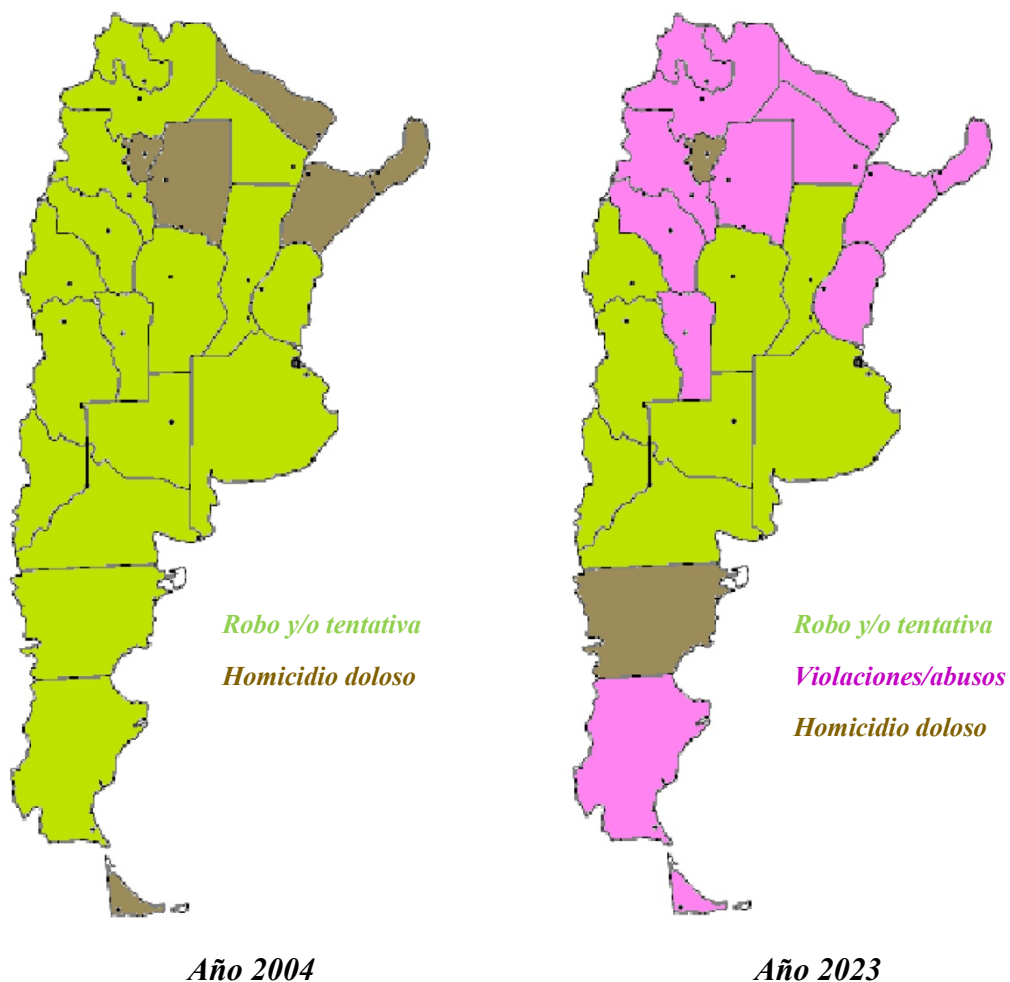 Robo y/o tentativa
Homicidio doloso
Robo y/o tentativa
Violaciones/abusos
Homicidio doloso
Año 2004
Año 2023